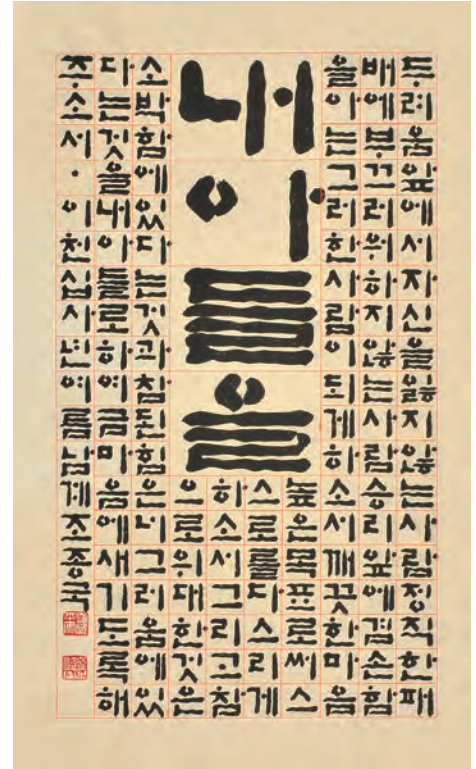 내아들을
두려움앞에서자신을잃지않는사람정직한패
배에부끄러워하지않는사람승리앞에겸손함
을아는그러한사람이되게하소서깨끗한마음
높은목표로써스
스로를다스리게
하소서그리고참
으로위대한것은
소박함에있다는것과참된힘은너그러움에있
다는것을내아들로하여금마음에새기도록해
주소서·이천십사년여름남계조종국